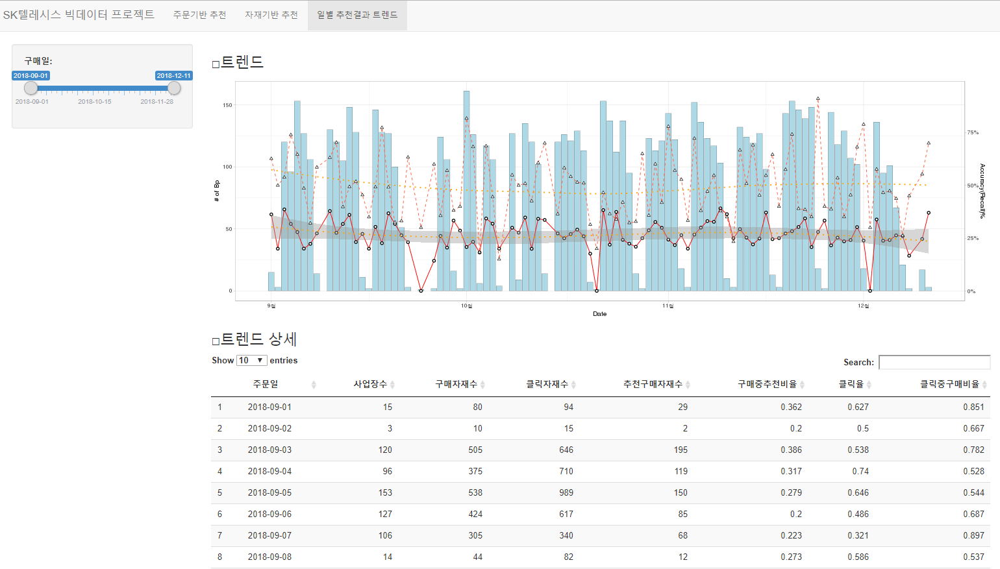 SK텔레시스 빅데이터 프로젝트 주문기반 추천 자재기반 추천 일별 추천결과 트렌드
구매일:
2018-09-01 2018-12-11
2018-09-01 2018-10-15 2018-11-28
□트렌드
150
100
50
0
# of Bp
75%
50%
25%
0%
Accuracy(Recall)%
9월 10월 11월 12월
Date
□트렌드 상세
Show 10 entries
Search:
주문일 사업장수 구매자재수 클릭자재수 추천구매자재수 구매중추천비율 클릭율 클릭중구매비율
1 2018-09-01 15 80 94 29 0.362 0.627 0.851
2 2018-09-02 3 10 15 2 0.2 0.5 0.667
3 2018-09-03 120 505 646 195 0.386 0.538 0.782
4 2018-09-04 96 375 710 119 0.317 0.74 0.528
5 2018-09-05 153 538 989 150 0.279 0.646 0.544
6 2018-09-06 127 424 617 85 0.2 0.486 0.687
7 2018-09-07 106 305 340 68 0.223 0.321 0.897
8 2018-09-08 14 44 82 12 0.273 0.586 0.537